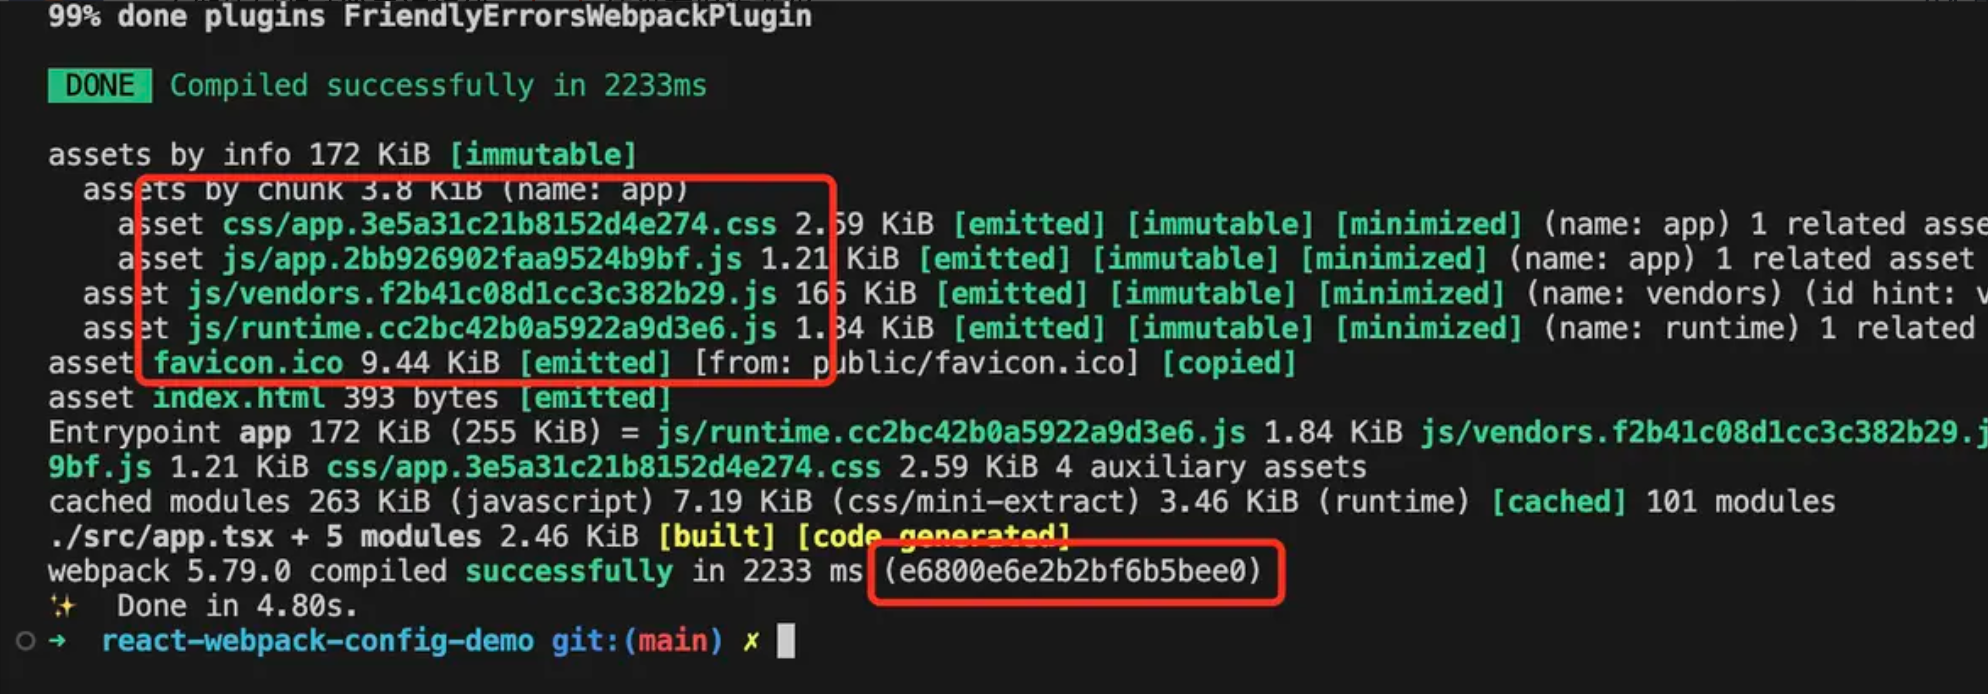 99% done plugins FriendlyErrorsWebpackPlugin
DONE Compiled successfully in 2233ms
assets by info 172 KiB [immutable]
assets by chunk 3.8 KiB (name: app)
asset css/app.3e5a31c21b8152d4e274.css 2.59 KiB [emitted] [immutable] [minimized] (name: app) 1 related asse
asset js/app.2bb926902faa9524b9bf.js 1.21 KiB [emitted] [immutable] [minimized] (name: app) 1 related asset
asset js/vendors.f2b41c08d1cc3c382b29.js 166 KiB [emitted] [immutable] [minimized] (name: vendors) (id hint: v
asset js/runtime.cc2bc42b0a5922a9d3e6.js 1.84 KiB [emitted] [immutable] [minimized] (name: runtime) 1 related
asset favicon.ico 9.44 KiB [emitted] [from: public/favicon.ico] [copied]
asset index.html 393 bytes [emitted]
Entrypoint app 172 KiB (255 KiB) = js/runtime.cc2bc42b0a5922a9d3e6.js 1.84 KiB js/vendors.f2b41c08d1cc3c382b29.j
9bf.js 1.21 KiB css/app.3e5a31c21b8152d4e274.css 2.59 KiB 4 auxiliary assets
cached modules 263 KiB (javascript) 7.19 KiB (css/mini-extract) 3.46 KiB (runtime) [cached] 101 modules
./src/app.tsx + 5 modules 2.46 KiB [built] [code generated]
webpack 5.79.0 compiled successfully in 2233 ms (e6800e6e2b2bf6b5bee0)
✨ Done in 4.80s.
➜ react-webpack-config-demo git:(main) ✗